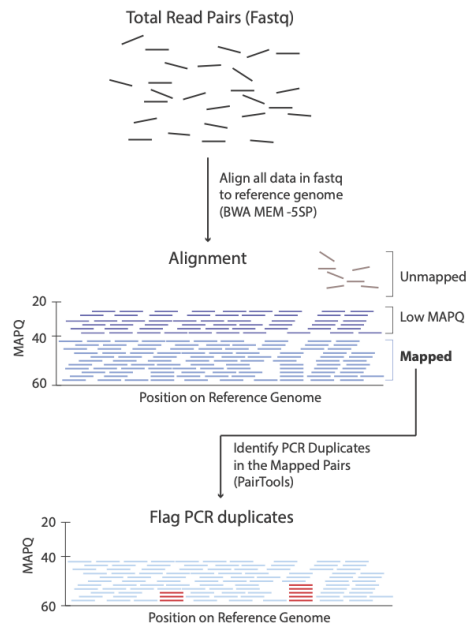 Total Read Pairs (Fastq)
Align all data in fastq
to reference genome
(BWA MEM -5SP)
Alignment
Unmapped
20
Low MAPQ
40
MAPQ
Mapped
60
Position on Reference Genome
Identify PCR Duplicates
in the Mapped Pairs
(PairTools)
Flag PCR duplicates
20
40
MAPQ
60
Position on Reference Genome